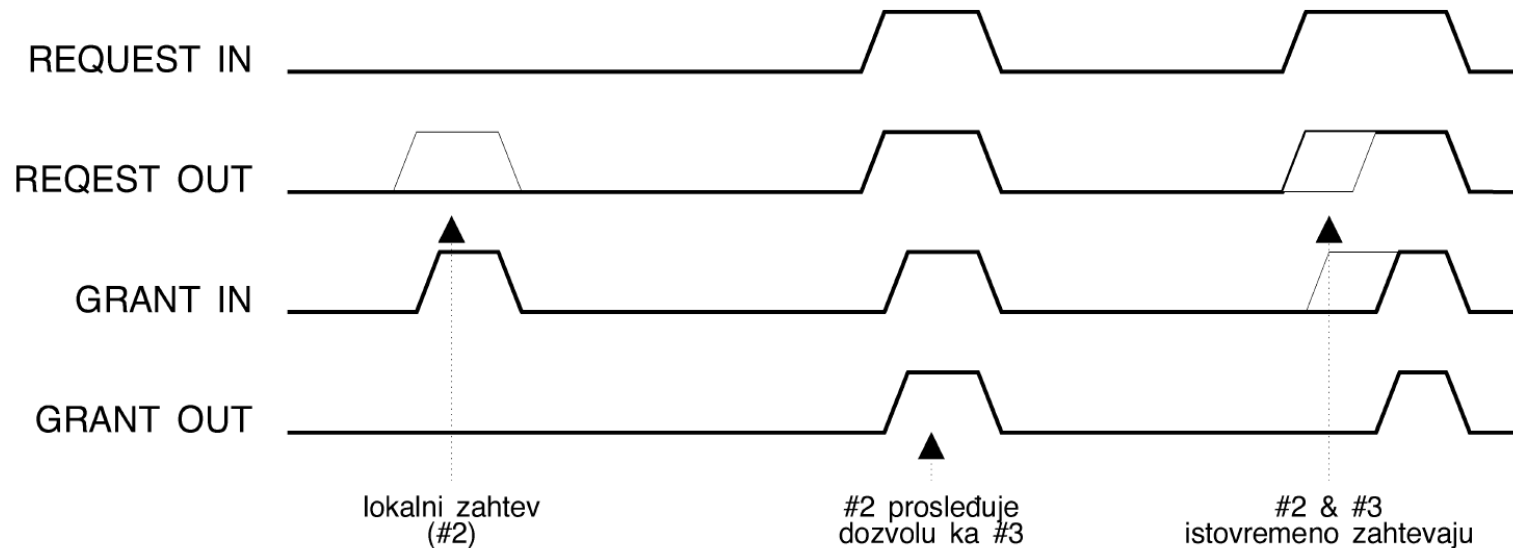 REQUEST IN
REQEST OUT
GRANT IN
GRANT OUT
lokalni zahtev
(#2)
#2 prosleđuje
dozvolu ka #3
#2 & #3
istovremeno zahtevaju